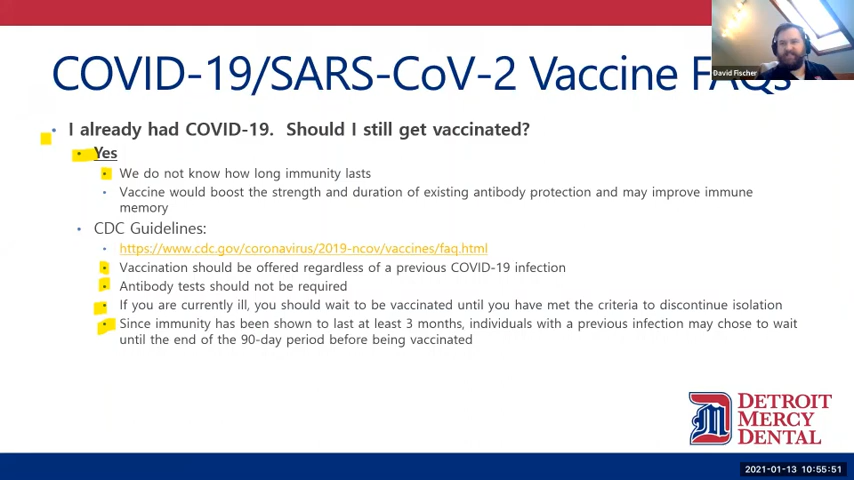 COVID-19/SARS-CoV-2 Vaccine FAQs
David Fischer
I already had COVID-19. Should I still get vaccinated?
Yes
We do not know how long immunity lasts
Vaccine would boost the strength and duration of existing antibody protection and may improve immune
memory
CDC Guidelines:
https://www.cdc.gov/coronavirus/2019-ncov/vaccines/faq.html
Vaccination should be offered regardless of a previous COVID-19 infection
Antibody tests should not be required
If you are currently ill, you should wait to be vaccinated until you have met the criteria to discontinue isolation
Since immunity has been shown to last at least 3 months, individuals with a previous infection may chose to wait
until the end of the 90-day period before being vaccinated
DETROIT
MERCY
DENTAL
2021-01-13 10:55:51